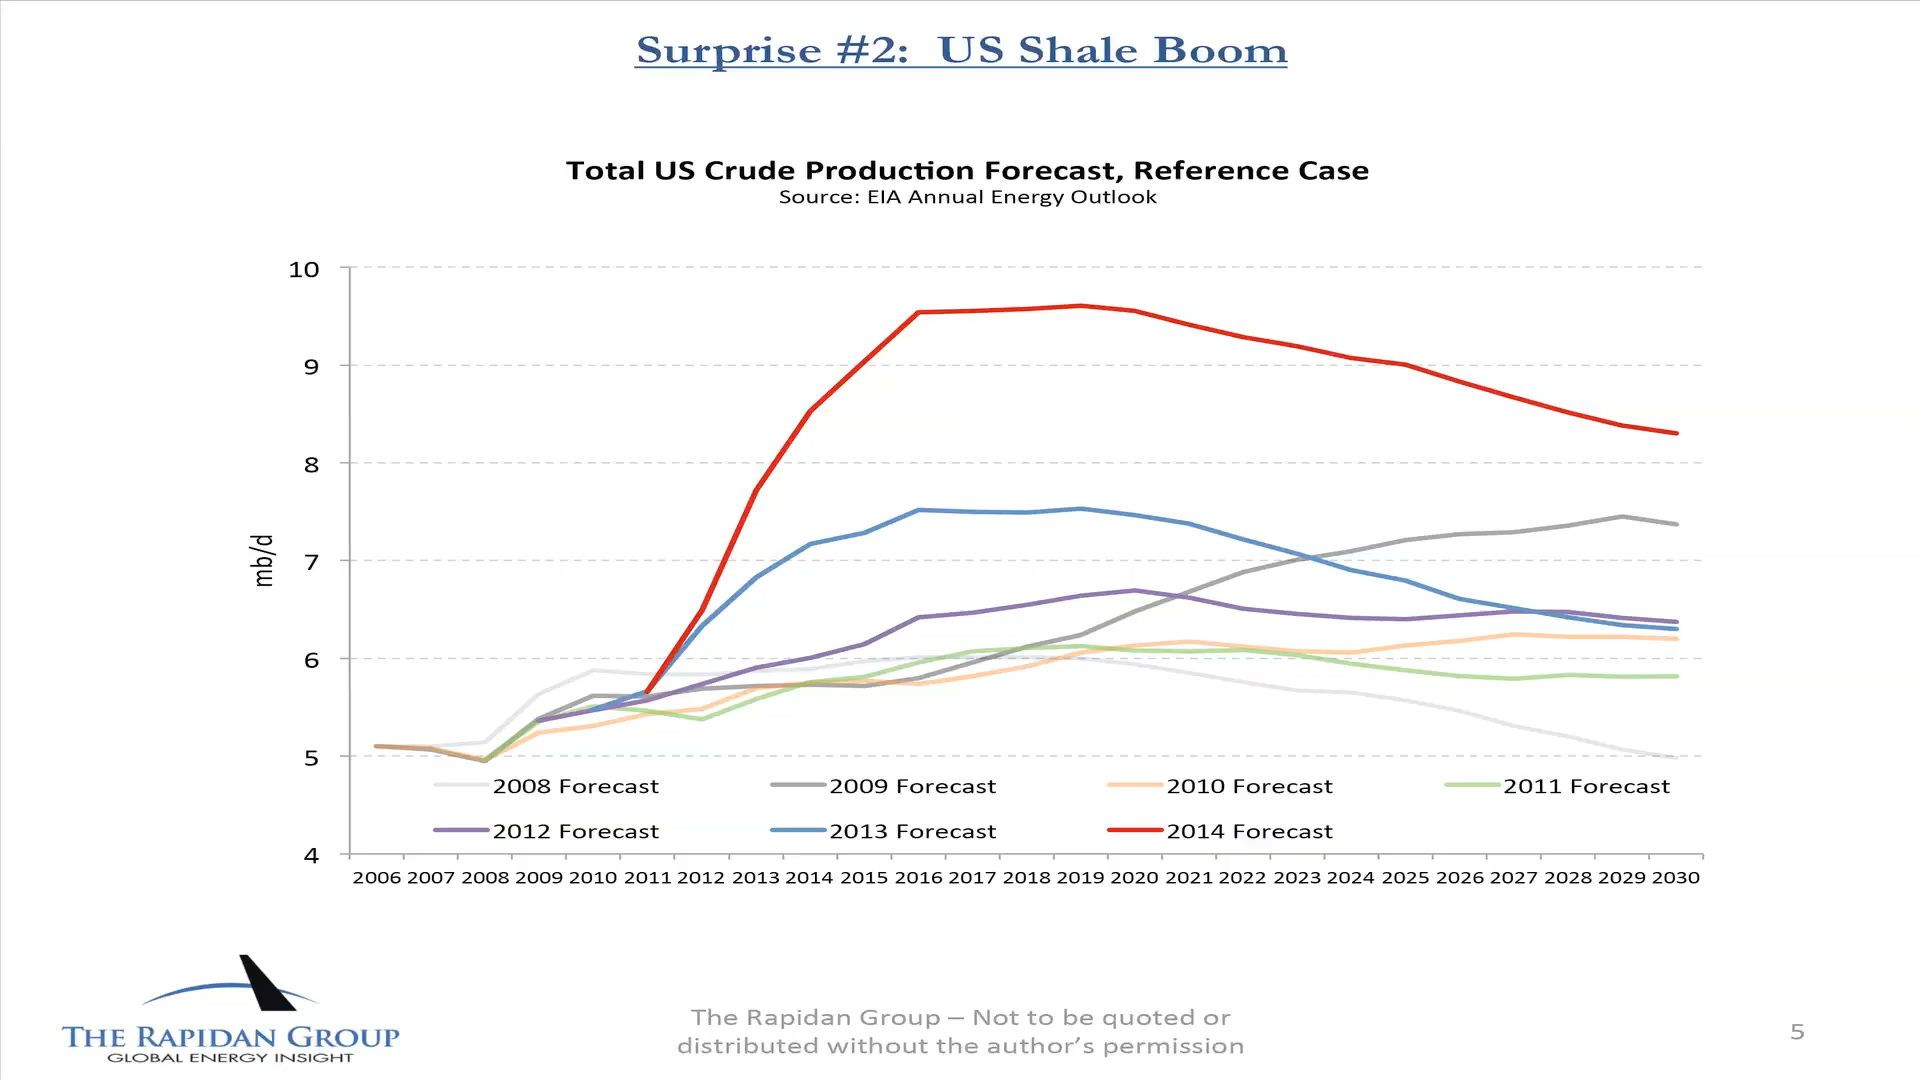 Surprise #2: US Shale Boom
Total US Crude Production Forecast, Reference Case
Source: EIA Annual Energy Outlook
10
9
8
7
6
5
4
mb/d
2008 Forecast 2009 Forecast 2010 Forecast 2011 Forecast
2012 Forecast 2013 Forecast 2014 Forecast
2006 2007 2008 2009 2010 2011 2012 2013 2014 2015 2016 2017 2018 2019 2020 2021 2022 2023 2024 2025 2026 2027 2028 2029 2030
THE RAPIDAN GROUP
GLOBAL ENERGY INSIGHT
The Rapidan Group – Not to be quoted or
distributed without the author's permission
5